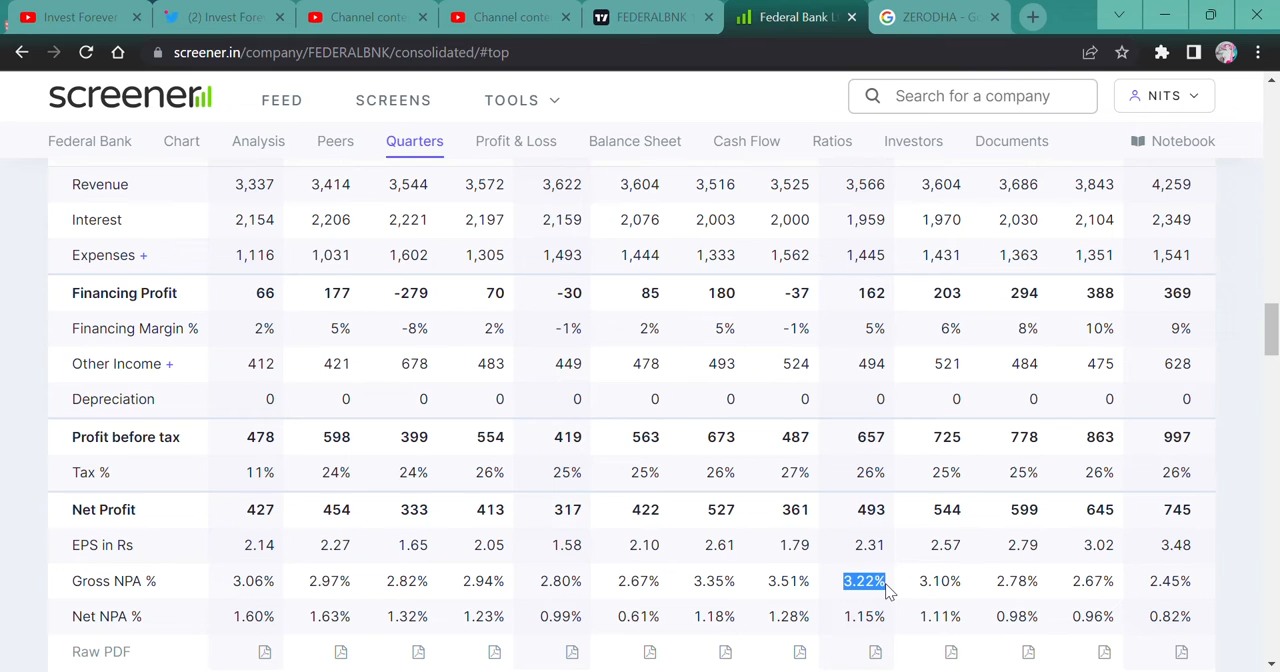 Invest Forever
(2) Invest Fore
Channel conte
Channel conte
FEDERALBNK
Federal Bank L
ZERODHA - G
screener.in/company/FEDERALBNK/consolidated/#top
screener
FEED
SCREENS
TOOLS
Search for a company
NITS
Federal Bank
Chart
Analysis
Peers
Quarters
Profit & Loss
Balance Sheet
Cash Flow
Ratios
Investors
Documents
Notebook
Revenue 3,337 3,414 3,544 3,572 3,622 3,604 3,516 3,525 3,566 3,604 3,686 3,843 4,259
Interest 2,154 2,206 2,221 2,197 2,159 2,076 2,003 2,000 1,959 1,970 2,030 2,104 2,349
Expenses + 1,116 1,031 1,602 1,305 1,493 1,444 1,333 1,562 1,445 1,431 1,363 1,351 1,541
Financing Profit 66 177 -279 70 -30 85 180 -37 162 203 294 388 369
Financing Margin % 2% 5% -8% 2% -1% 2% 5% -1% 5% 6% 8% 10% 9%
Other Income + 412 421 678 483 449 478 493 524 494 521 484 475 628
Depreciation 0 0 0 0 0 0 0 0 0 0 0 0 0
Profit before tax 478 598 399 554 419 563 673 487 657 725 778 863 997
Tax % 11% 24% 24% 26% 25% 25% 26% 27% 26% 25% 25% 26% 26%
Net Profit 427 454 333 413 317 422 527 361 493 544 599 645 745
EPS in Rs 2.14 2.27 1.65 2.05 1.58 2.10 2.61 1.79 2.31 2.57 2.79 3.02 3.48
Gross NPA % 3.06% 2.97% 2.82% 2.94% 2.80% 2.67% 3.35% 3.51% 3.22% 3.10% 2.78% 2.67% 2.45%
Net NPA % 1.60% 1.63% 1.32% 1.23% 0.99% 0.61% 1.18% 1.28% 1.15% 1.11% 0.98% 0.96% 0.82%
Raw PDF